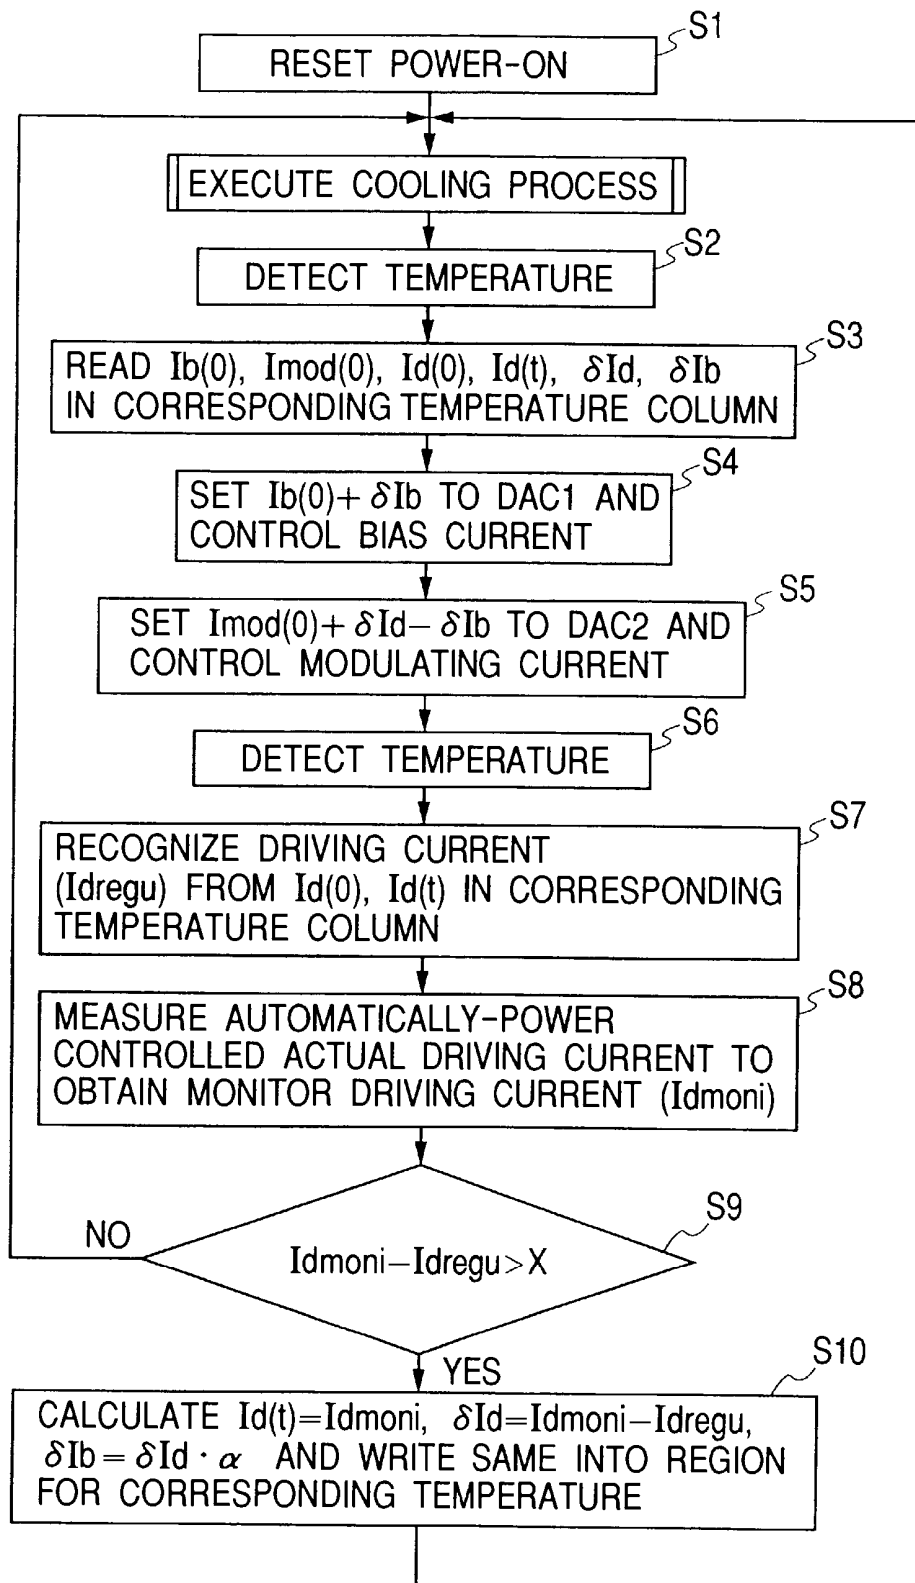 S1
RESET POWER-ON
EXECUTE COOLING PROCESS
S2
DETECT TEMPERATURE
S3
READ Ib(0), Imod(0), Id(0), Id(t), δId, δIb
IN CORRESPONDING TEMPERATURE COLUMN
S4
SET Ib(0)+δIb TO DAC1 AND
CONTROL BIAS CURRENT
S5
SET Imod(0)+δId−δIb TO DAC2 AND
CONTROL MODULATING CURRENT
S6
DETECT TEMPERATURE
S7
RECOGNIZE DRIVING CURRENT
(Idregu) FROM Id(0), Id(t) IN CORRESPONDING
TEMPERATURE COLUMN
S8
MEASURE AUTOMATICALLY-POWER
CONTROLLED ACTUAL DRIVING CURRENT TO
OBTAIN MONITOR DRIVING CURRENT (Idmoni)
S9
NO
Idmoni−Idregu>X
YES
S10
CALCULATE Id(t)=Idmoni, δId=Idmoni−Idregu,
δIb=δId·α AND WRITE SAME INTO REGION
FOR CORRESPONDING TEMPERATURE